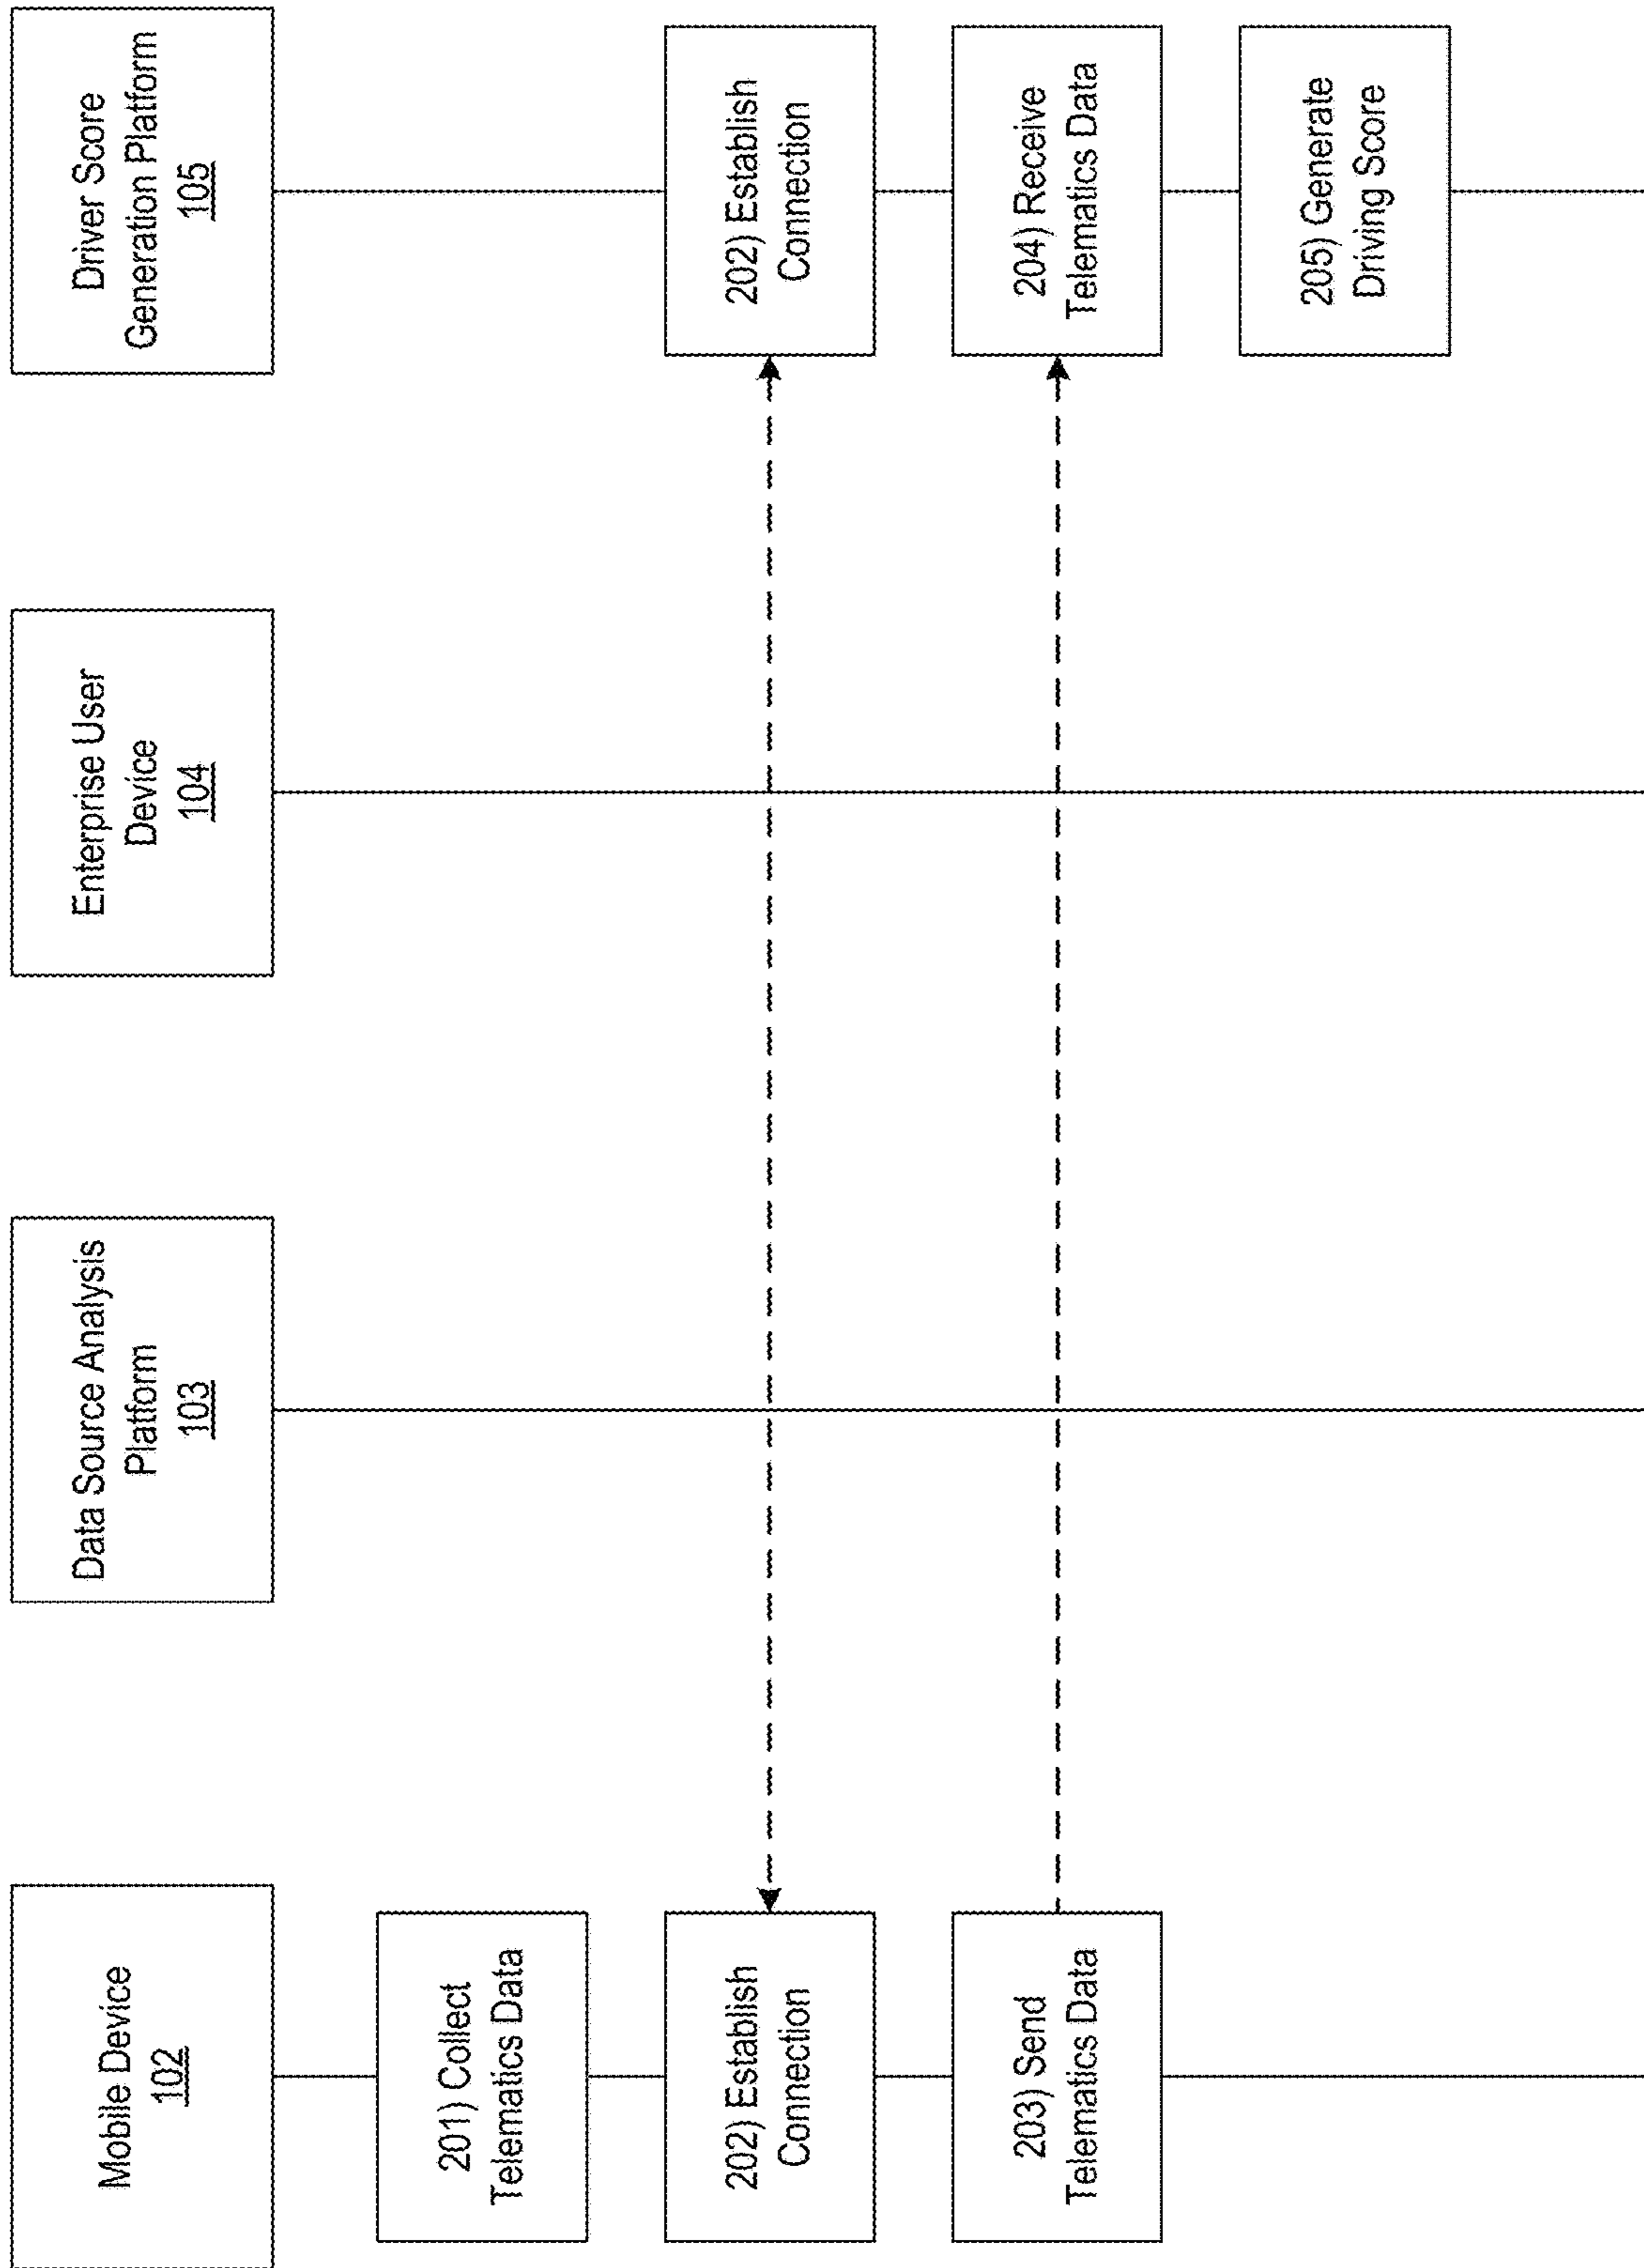 Mobile Device
102
Data Source Analysis
Platform
103
Enterprise User
Device
104
Driver Score
Generation Platform
105
201) Collect
Telematics Data
202) Establish
Connection
202) Establish
Connection
203) Send
Telematics Data
204) Receive
Telematics Data
205) Generate
Driving Score